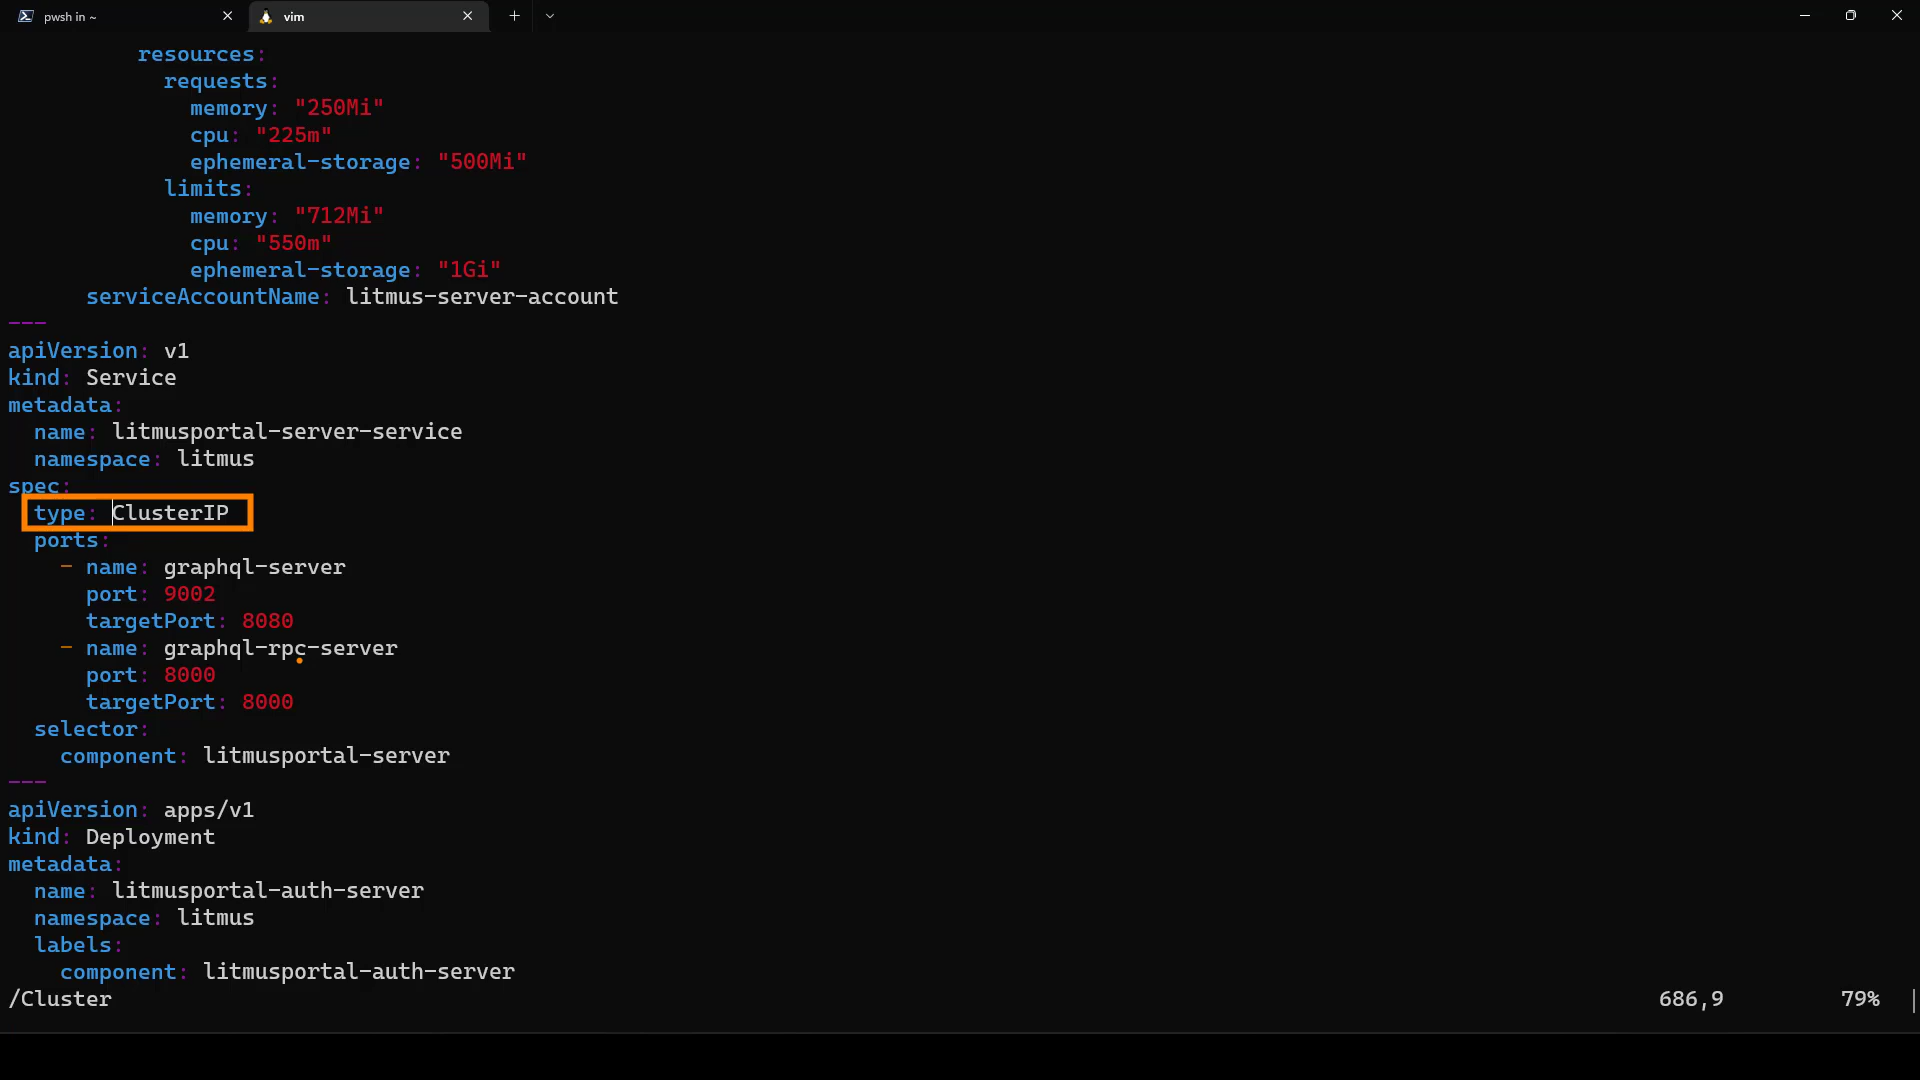 pwsh in ~
vim
resources:
requests:
memory: "250Mi"
cpu: "225m"
ephemeral-storage: "500Mi"
limits:
memory: "712Mi"
cpu: "550m"
ephemeral-storage: "1Gi"
serviceAccountName: litmus-server-account
---
apiVersion: v1
kind: Service
metadata:
name: litmusportal-server-service
namespace: litmus
spec:
type: ClusterIP
ports:
- name: graphql-server
port: 9002
targetPort: 8080
- name: graphql-rpc-server
port: 8000
targetPort: 8000
selector:
component: litmusportal-server
---
apiVersion: apps/v1
kind: Deployment
metadata:
name: litmusportal-auth-server
namespace: litmus
labels:
component: litmusportal-auth-server
/Cluster 686,9 79%